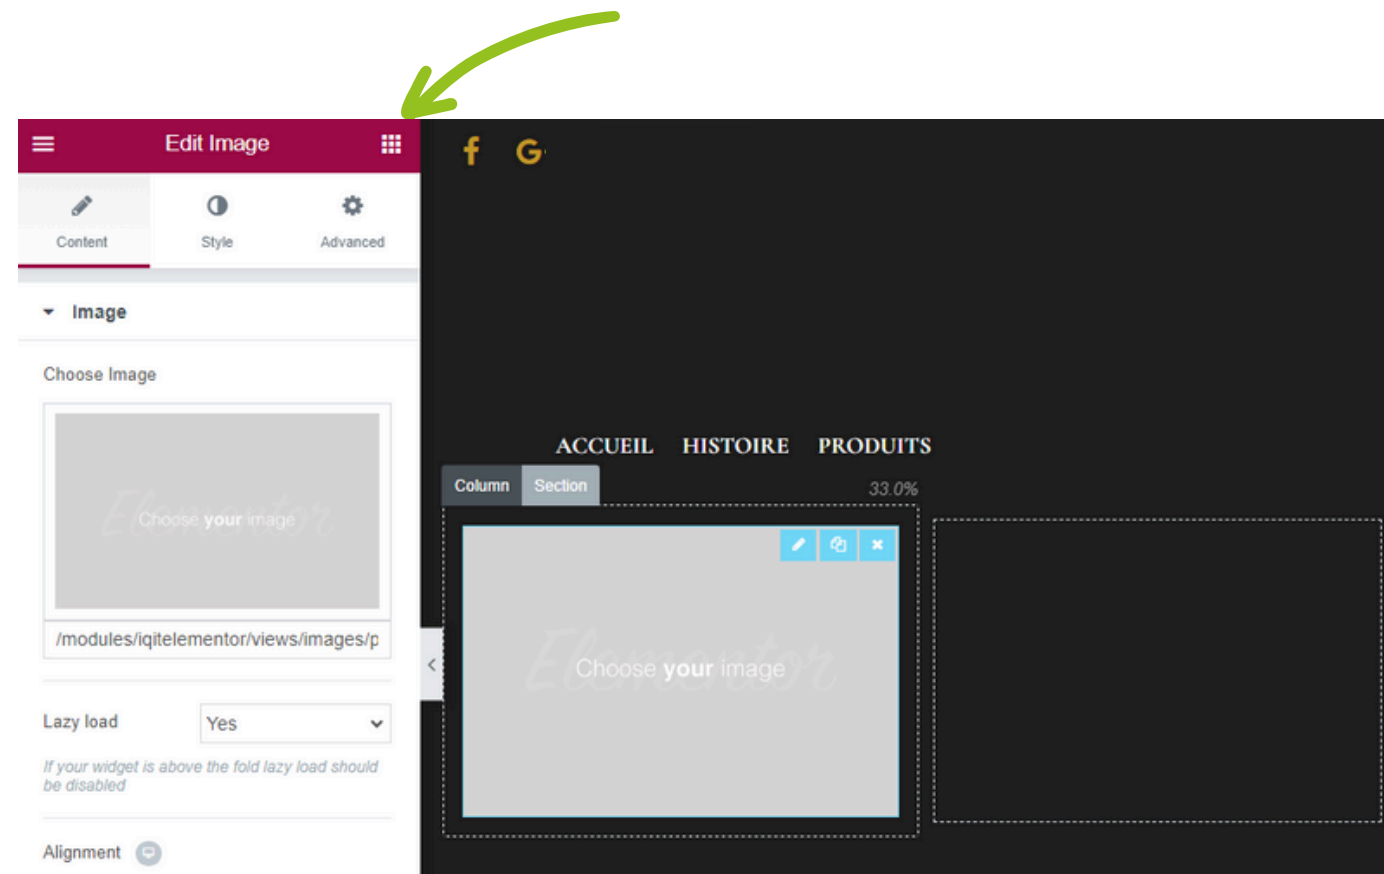 Edit Image
Content
Style
Advanced
Image
Choose Image
Elementor
Choose your image
/modules/iqitelementor/views/images/p
Lazy load
Yes
If your widget is above the fold lazy load should
be disabled
Alignment
f G
ACCUEIL HISTOIRE PRODUITS
Column
Section
33.0%
Elementor
Choose your image